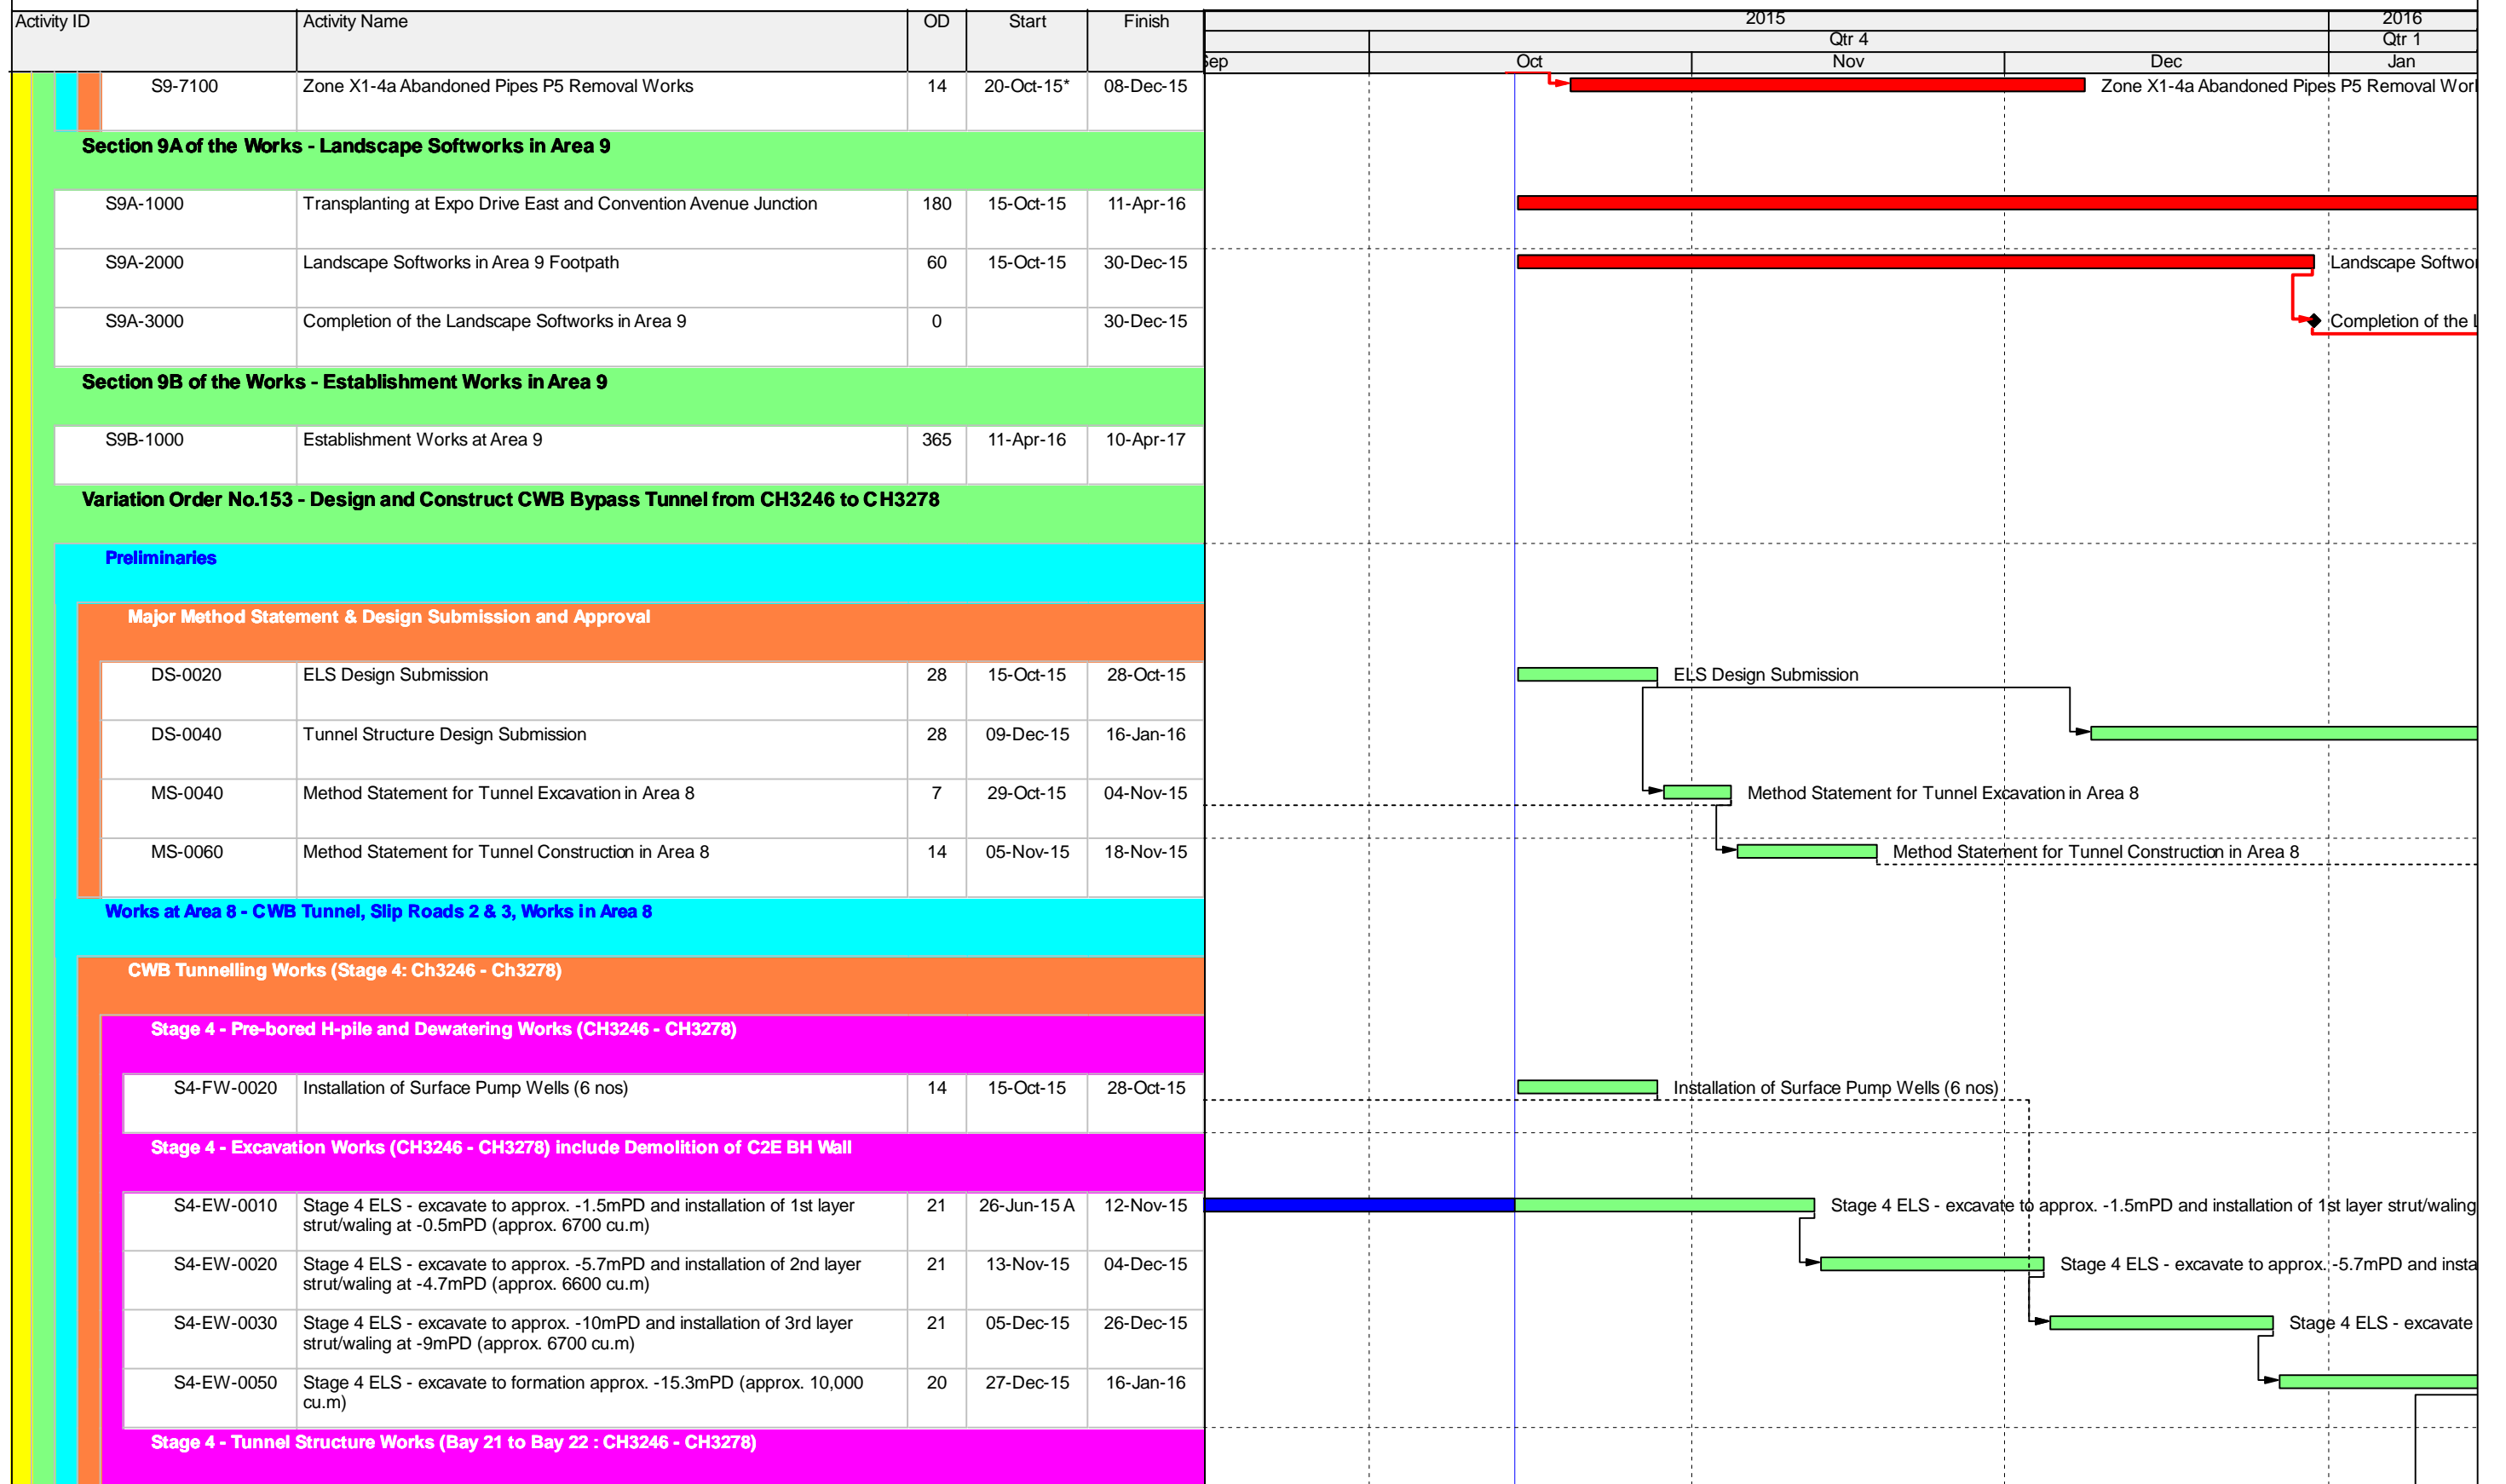 Activity ID Activity Name OD Start Finish 2015 2016
Qtr 4 Qtr 1
Oct Nov Dec Jan
S9-7100 Zone X1-4a Abandoned Pipes P5 Removal Works 14 20-Oct-15* 08-Dec-15 Zone X1-4a Abandoned Pipes P5 Removal
Section 9A of the Works - Landscape Softworks in Area 9
S9A-1000 Transplanting at Expo Drive East and Convention Avenue Junction 180 15-Oct-15 11-Apr-16
S9A-2000 Landscape Softworks in Area 9 Footpath 60 15-Oct-15 30-Dec-15 Landscape
S9A-3000 Completion of the Landscape Softworks in Area 9 0 30-Dec-15 Completion of the
Section 9B of the Works - Establishment Works in Area 9
S9B-1000 Establishment Works at Area 9 365 11-Apr-16 10-Apr-17
Variation Order No.153 - Design and Construct CWB Bypass Tunnel from CH3246 to CH3278
Preliminaries
Major Method Statement & Design Submission and Approval
DS-0020 ELS Design Submission 28 15-Oct-15 28-Oct-15 ELS Design Submission
DS-0040 Tunnel Structure Design Submission 28 09-Dec-15 16-Jan-16
MS-0040 Method Statement for Tunnel Excavation in Area 8 7 29-Oct-15 04-Nov-15 Method Statement for Tunnel Excavation in Area 8
MS-0060 Method Statement for Tunnel Construction in Area 8 14 05-Nov-15 18-Nov-15 Method Statement for Tunnel Construction in Area 8
Works at Area 8 - CWB Tunnel, Slip Roads 2 & 3, Works in Area 8
CWB Tunnelling Works (Stage 4: Ch3246 - Ch3278)
Stage 4 - Pre-bored H-pile and Dewatering Works (CH3246 - CH3278)
S4-FW-0020 Installation of Surface Pump Wells (6 nos) 14 15-Oct-15 28-Oct-15 Installation of Surface Pump Wells (6 nos)
Stage 4 - Excavation Works (CH3246 - CH3278) include Demolition of C2E BH Wall
S4-EW-0010 Stage 4 ELS - excavate to approx. -1.5mPD and installation of 1st layer 21 26-Jun-15 A 12-Nov-15 Stage 4 ELS - excavate to approx. -1.5mPD and installation of 1st layer strut/waling
strut/waling at -0.5mPD (approx. 6700 cu.m)
S4-EW-0020 Stage 4 ELS - excavate to approx. -5.7mPD and installation of 2nd layer 21 13-Nov-15 04-Dec-15 Stage 4 ELS - excavate to approx. -5.7mPD and
strut/waling at -4.7mPD (approx. 6600 cu.m)
S4-EW-0030 Stage 4 ELS - excavate to approx. -10mPD and installation of 3rd layer 21 05-Dec-15 26-Dec-15 Stage 4 ELS - excavate
strut/waling at -9mPD (approx. 6700 cu.m)
S4-EW-0050 Stage 4 ELS - excavate to formation approx. -15.3mPD (approx. 10,000 20 27-Dec-15 16-Jan-16
cu.m)
Stage 4 - Tunnel Structure Works (Bay 21 to Bay 22 : CH3246 - CH3278)